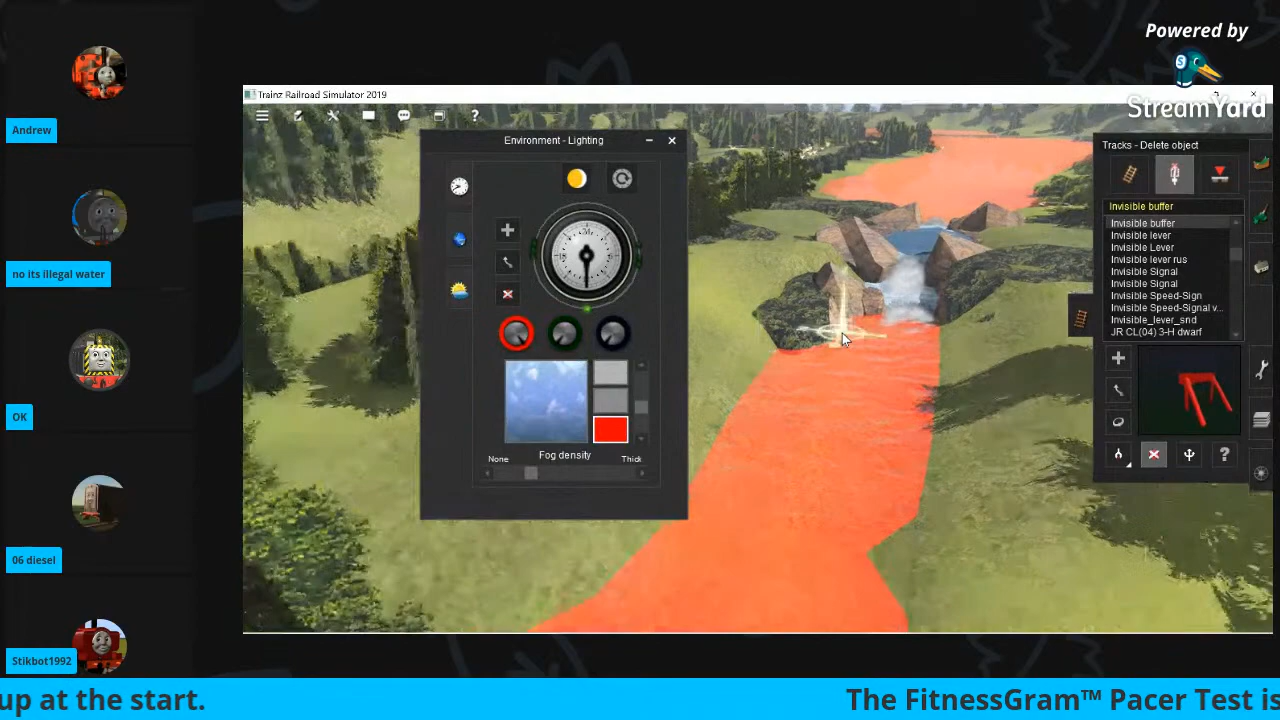 Powered by
StreamYard
Andrew
no its illegal water
OK
06 diesel
Stikbot1992
Trainz Railroad Simulator 2019
?
Environment - Lighting
Fog density
None
Thick
Tracks - Delete object
Invisible buffer
Invisible buffer
Invisible lever
Invisible Lever
Invisible lever rus
Invisible Signal
Invisible Signal
Invisible Speed-Sign
Invisible Speed-Signal v...
Invisible_lever_snd
JR CL(04) 3-H dwarf
?
up at the start. The FitnessGram™ Pacer Test is